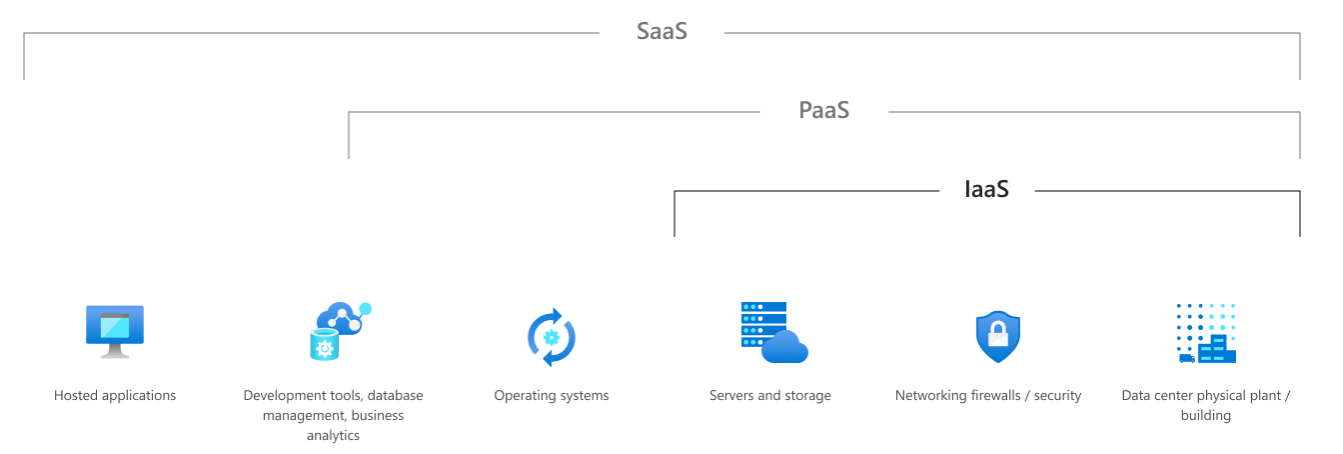 SaaS
PaaS
IaaS
Hosted applications
Development tools, database
management, business
analytics
Operating systems
Servers and storage
Networking firewalls / security
Data center physical plant /
building